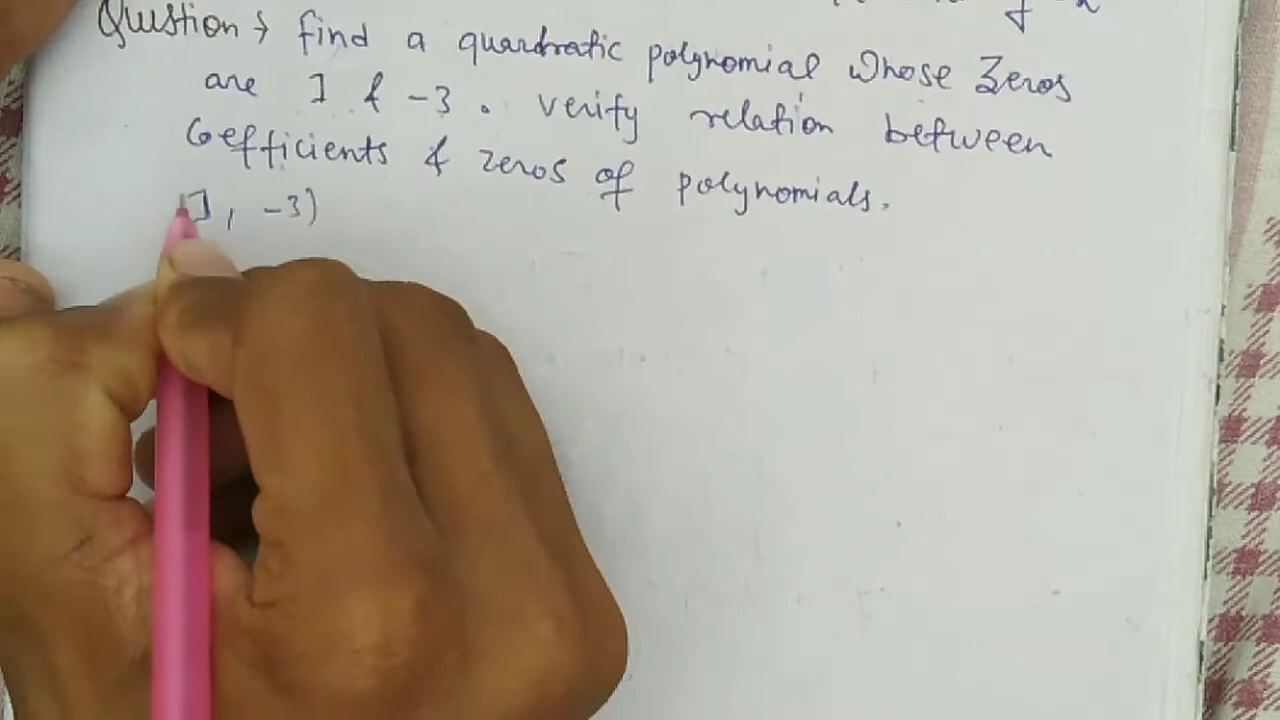 Question → find a quardratic polynomial whose Zeros
are 1 & -3. verify relation between
Coefficients & zeros of polynomials.
1, -3)